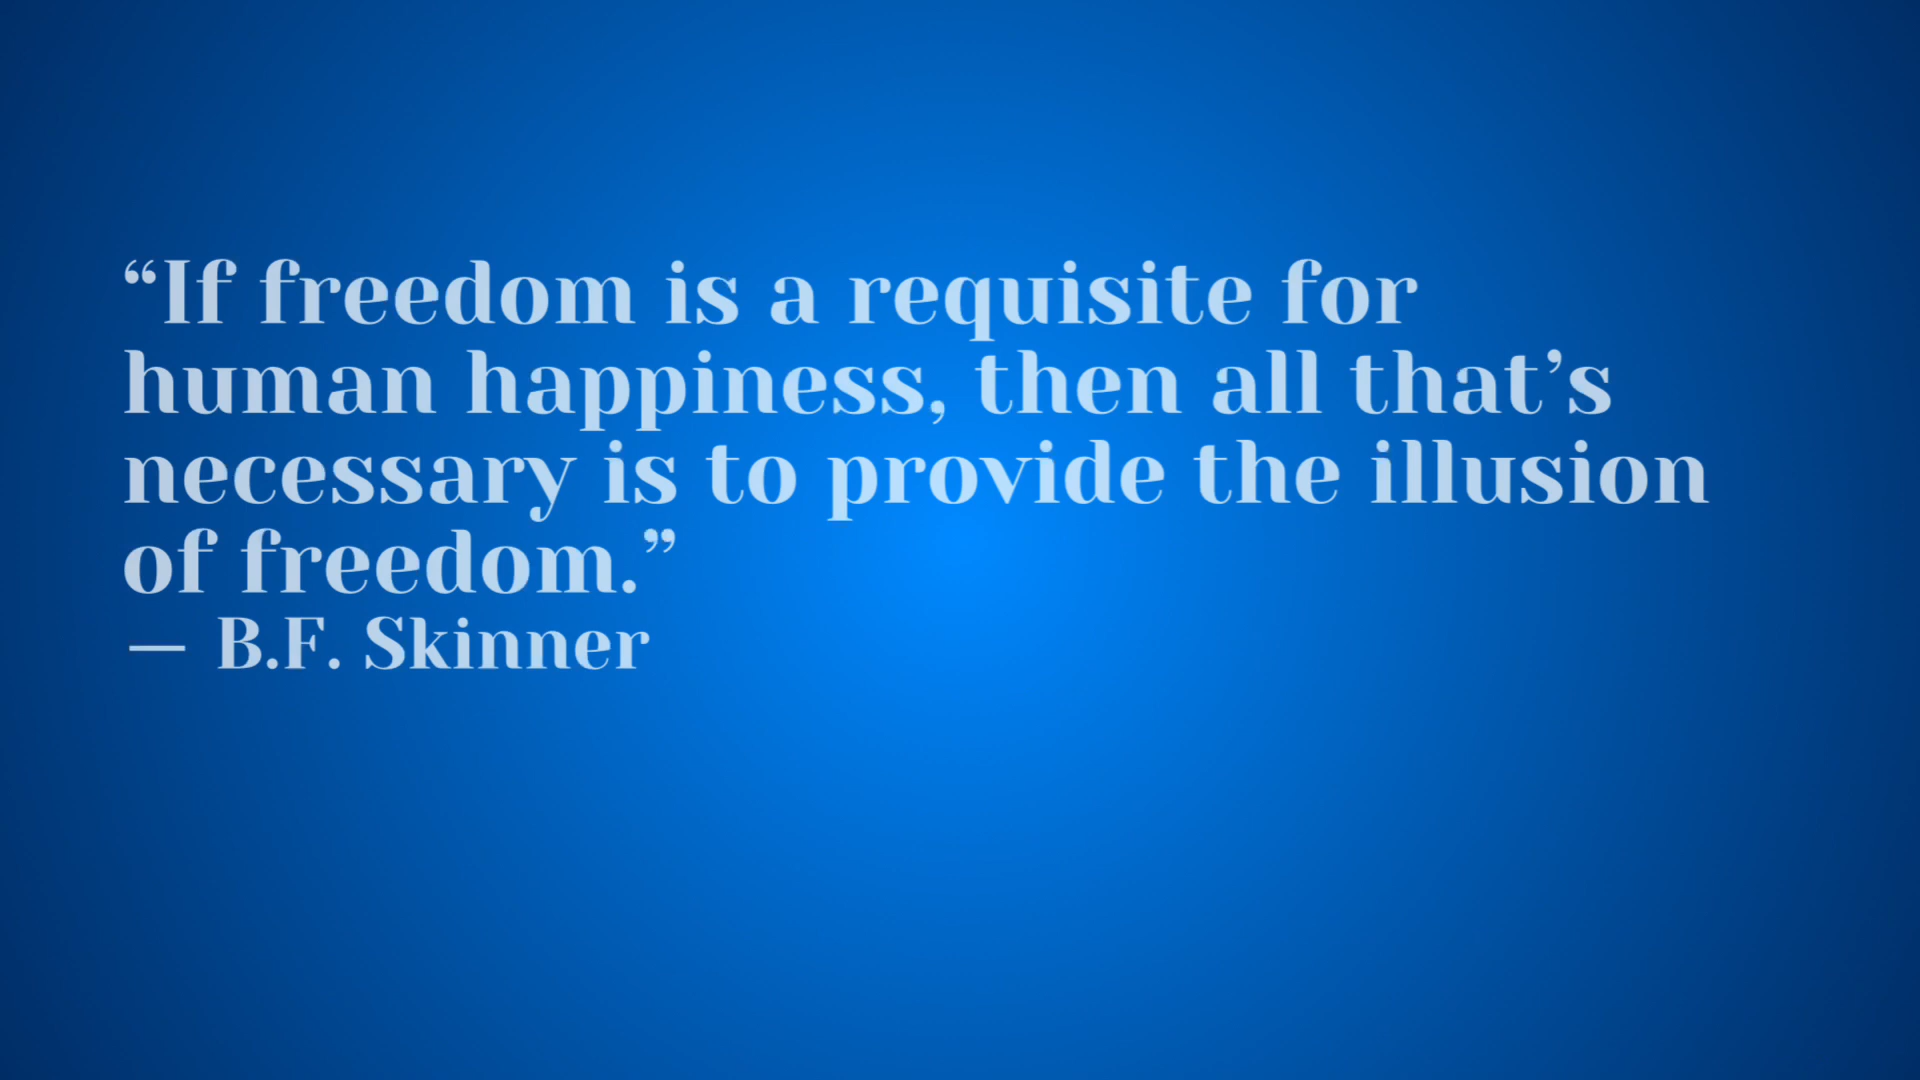 “If freedom is a requisite for
human happiness, then all that’s
necessary is to provide the illusion
of freedom.”
— B.F. Skinner